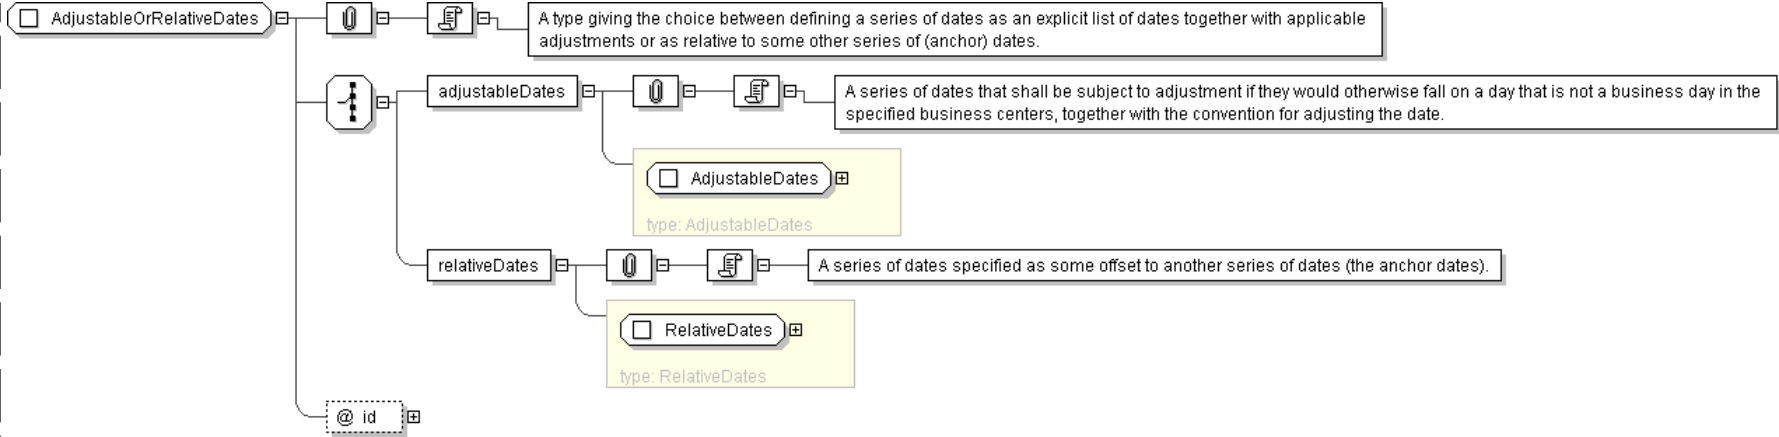 AdjustableOrRelativeDates
A type giving the choice between defining a series of dates as an explicit list of dates together with applicable
adjustments or as relative to some other series of (anchor) dates.
adjustableDates
A series of dates that shall be subject to adjustment if they would otherwise fall on a day that is not a business day in the
specified business centers, together with the convention for adjusting the date.
AdjustableDates
type: AdjustableDates
relativeDates
A series of dates specified as some offset to another series of dates (the anchor dates).
RelativeDates
type: RelativeDates
@ id